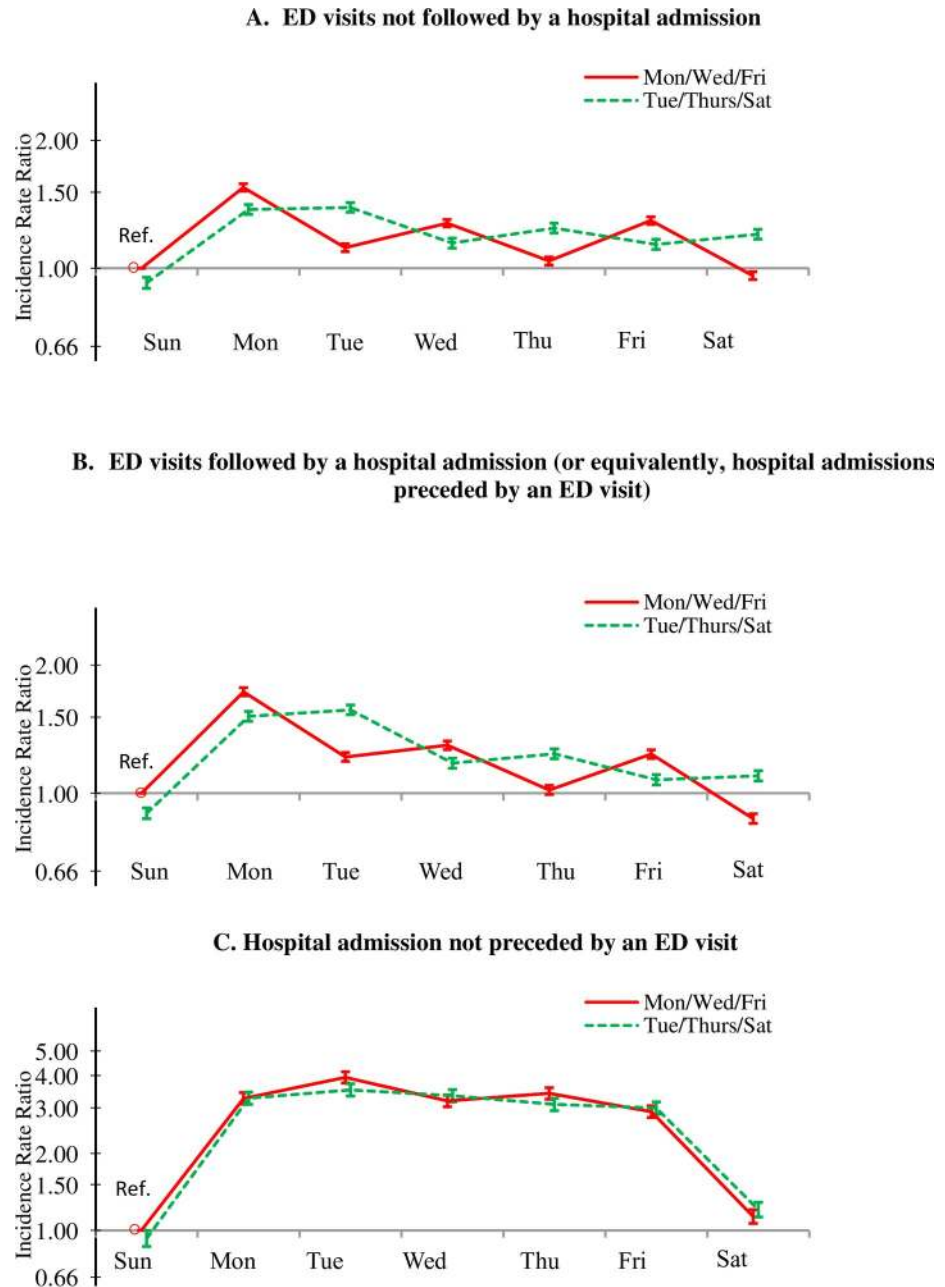 A. ED visits not followed by a hospital admission
Mon/Wed/Fri
Tue/Thurs/Sat
Incidence Rate Ratio
2.00
1.50
Ref.
1.00
0.66
Sun Mon Tue Wed Thu Fri Sat
B. ED visits followed by a hospital admission (or equivalently, hospital admissions
preceded by an ED visit)
Mon/Wed/Fri
Tue/Thurs/Sat
Incidence Rate Ratio
2.00
1.50
Ref.
1.00
0.66
Sun Mon Tue Wed Thu Fri Sat
C. Hospital admission not preceded by an ED visit
Mon/Wed/Fri
Tue/Thurs/Sat
Incidence Rate Ratio
5.00
4.00
3.00
2.00
1.50
Ref.
1.00
0.66
Sun Mon Tue Wed Thu Fri Sat